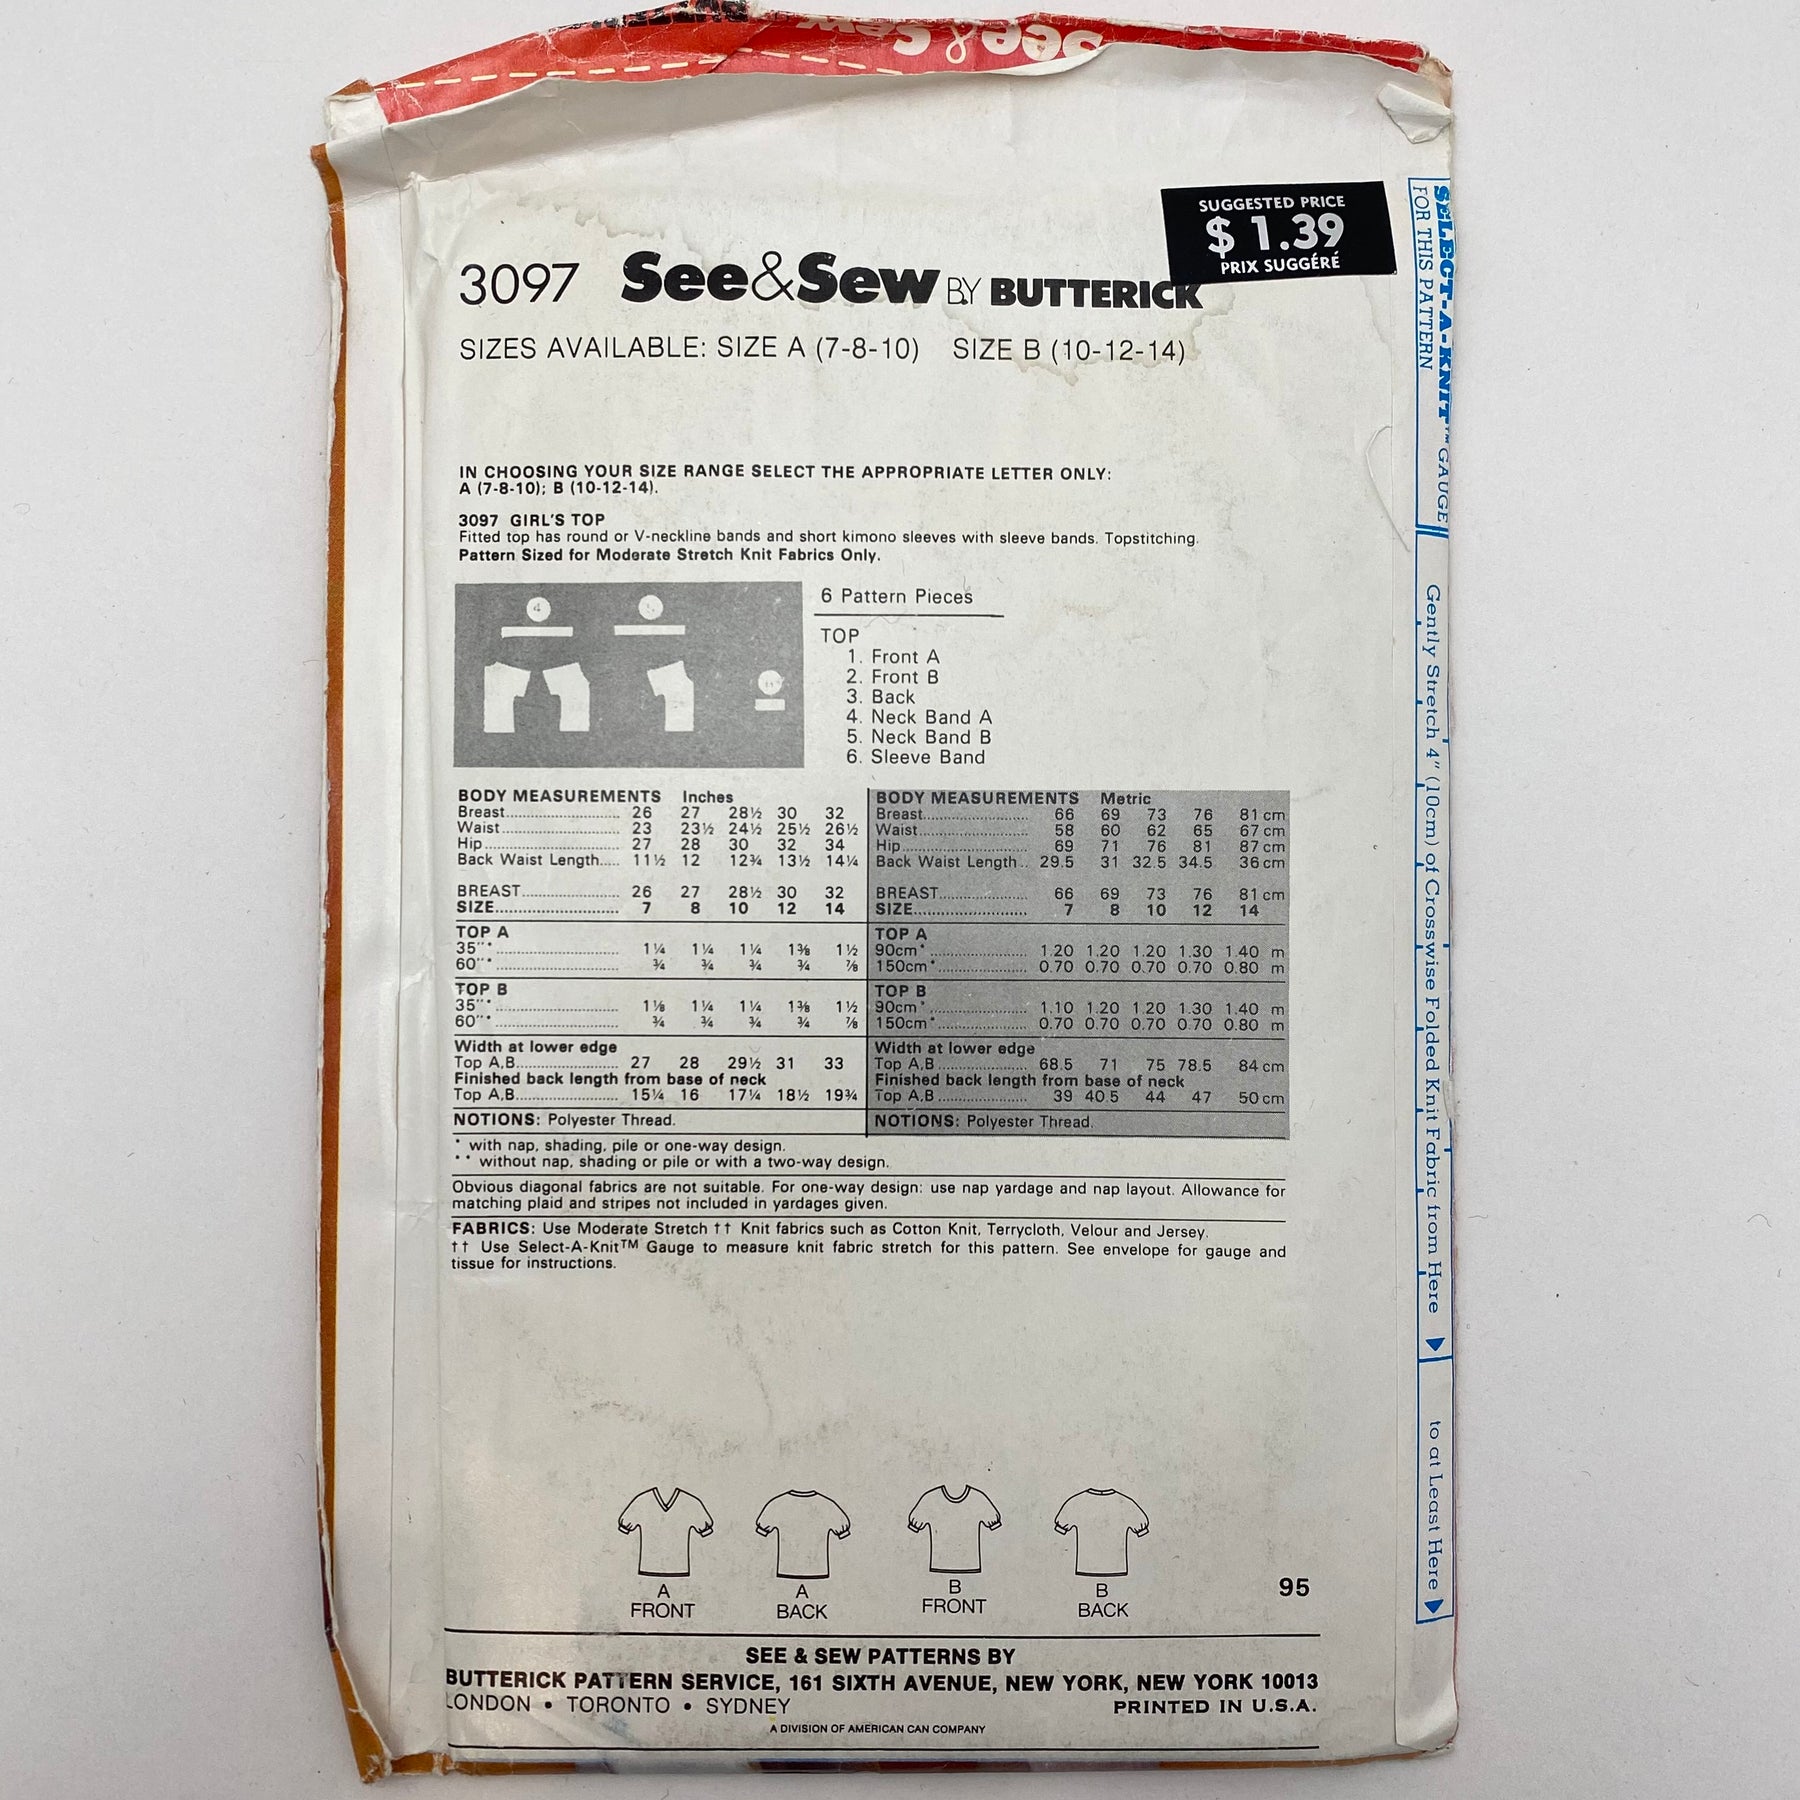 See & Sew
SUGGESTED PRICE
$ 1.39
PRIX SUGGÉRÉ
3097 See&Sew BY BUTTERICK
SIZES AVAILABLE: SIZE A (7-8-10) SIZE B (10-12-14)
IN CHOOSING YOUR SIZE RANGE SELECT THE APPROPRIATE LETTER ONLY:
A (7-8-10); B (10-12-14).
3097 GIRL'S TOP
Fitted top has round or V-neckline bands and short kimono sleeves with sleeve bands. Topstitching.
Pattern Sized for Moderate Stretch Knit Fabrics Only.
4
6 Pattern Pieces
TOP
1. Front A
2. Front B
3. Back
4. Neck Band A
5. Neck Band B
6. Sleeve Band
BODY MEASUREMENTS Inches
Breast 26 27 28½ 30 32
Waist 23 23½ 24½ 25½ 26½
Hip 27 28 30 32 34
Back Waist Length 11½ 12 12¾ 13½ 14¼
BREAST 26 27 28½ 30 32
SIZE 7 8 10 12 14
TOP A
35"* 1¼ 1¼ 1¼ 1⅜ 1½
60"* ¾ ¾ ¾ ¾ ⅞
TOP B
35"* 1⅛ 1¼ 1¼ 1⅜ 1½
60"* ¾ ¾ ¾ ¾ ⅞
Width at lower edge
Top A,B 27 28 29½ 31 33
Finished back length from base of neck
Top A,B 15¼ 16 17¼ 18½ 19¾
NOTIONS: Polyester Thread.
BODY MEASUREMENTS Metric
Breast 66 69 73 76 81 cm
Waist 58 60 62 65 67 cm
Hip 69 71 76 81 87 cm
Back Waist Length 29.5 31 32.5 34.5 36 cm
BREAST 66 69 73 76 81 cm
SIZE 7 8 10 12 14
TOP A
90cm* 1.20 1.20 1.20 1.30 1.40 m
150cm* 0.70 0.70 0.70 0.70 0.80 m
TOP B
90cm* 1.10 1.20 1.20 1.30 1.40 m
150cm* 0.70 0.70 0.70 0.70 0.80 m
Width at lower edge
Top A,B 68.5 71 75 78.5 84 cm
Finished back length from base of neck
Top A,B 39 40.5 44 47 50 cm
NOTIONS: Polyester Thread.
* with nap, shading, pile or one-way design.
** without nap, shading or pile or with a two-way design.
Obvious diagonal fabrics are not suitable. For one-way design: use nap yardage and nap layout. Allowance for
matching plaid and stripes not included in yardages given.
FABRICS: Use Moderate Stretch †† Knit fabrics such as Cotton Knit, Terrycloth, Velour and Jersey.
†† Use Select-A-Knit™ Gauge to measure knit fabric stretch for this pattern. See envelope for gauge and
tissue for instructions.
A
FRONT
A
BACK
B
FRONT
B
BACK
95
SEE & SEW PATTERNS BY
BUTTERICK PATTERN SERVICE, 161 SIXTH AVENUE, NEW YORK, NEW YORK 10013
LONDON • TORONTO • SYDNEY PRINTED IN U.S.A.
A DIVISION OF AMERICAN CAN COMPANY
SELECT-A-KNIT™ GAUGE
FOR THIS PATTERN
Gently Stretch 4" (10cm) of Crosswise Folded Knit Fabric from Here
to at Least Here